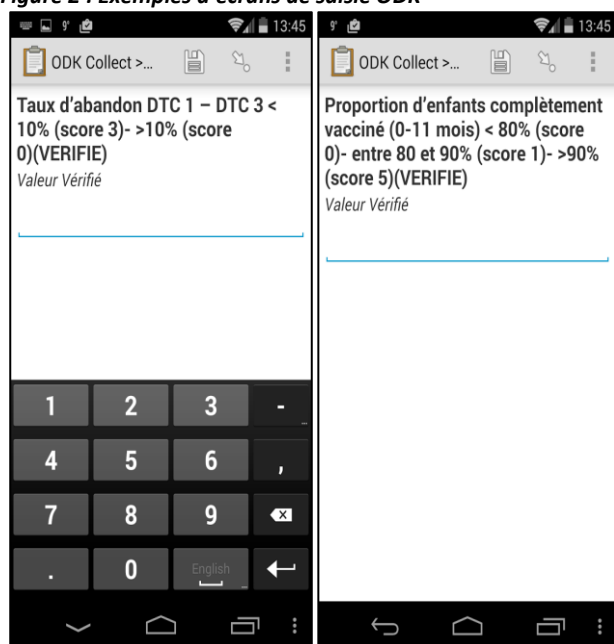 Figure 2 : Exemples d'écrans de saisie ODK
13:45
ODK Collect >...
Taux d'abandon DTC 1 – DTC 3 <
10% (score 3)- >10% (score
0)(VERIFIE)
Valeur Vérifié
1 2 3 -
4 5 6 ,
7 8 9
. 0 English
9° 13:45
ODK Collect >...
Proportion d'enfants complètement
vacciné (0-11 mois) < 80% (score
0)- entre 80 et 90% (score 1)- >90%
(score 5)(VERIFIE)
Valeur Vérifié